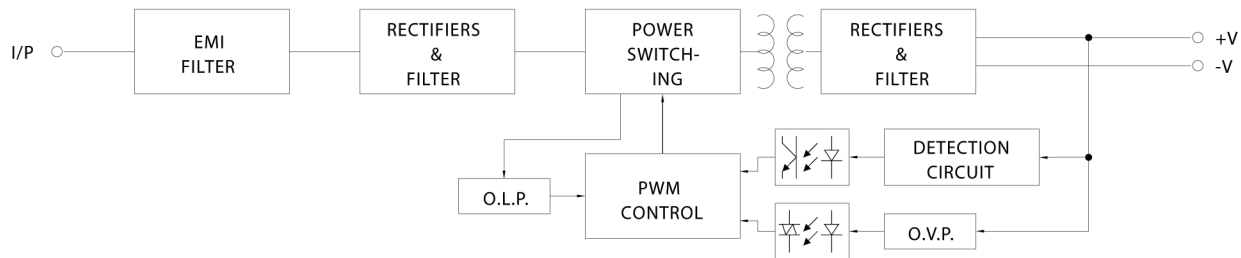 I/P
EMI
FILTER
RECTIFIERS
&
FILTER
POWER
SWITCH-
ING
RECTIFIERS
&
FILTER
+V
-V
O.L.P.
PWM
CONTROL
DETECTION
CIRCUIT
O.V.P.